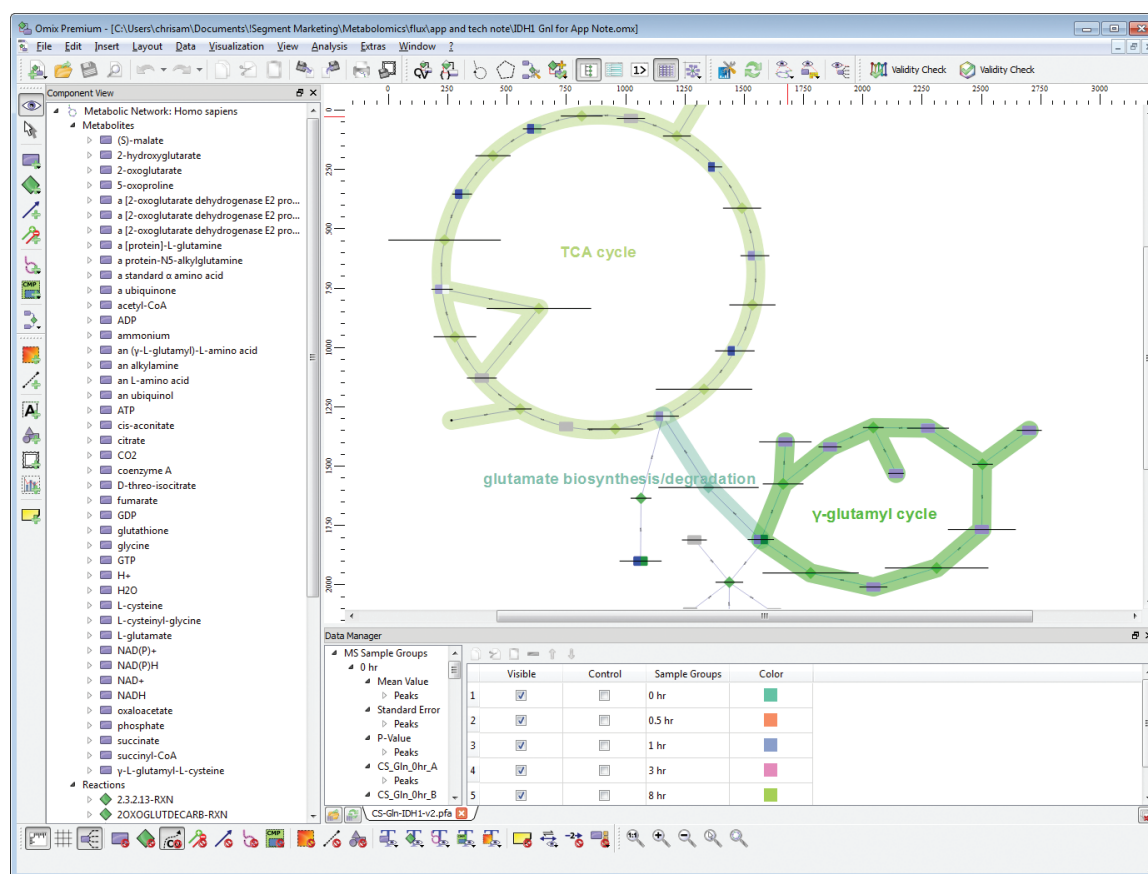 Omix Premium - [C:\Users\chrisam\Documents\!Segment Marketing\Metabolomics\flux\app and tech note\IDH1 Gnl for App Note.omx]
File Edit Insert Layout Data Visualization View Analysis Extras Window ?
1> Validity Check Validity Check
Component View
Metabolic Network: Homo sapiens
Metabolites
(S)-malate
2-hydroxyglutarate
2-oxoglutarate
5-oxoproline
a [2-oxoglutarate dehydrogenase E2 pro...
a [2-oxoglutarate dehydrogenase E2 pro...
a [2-oxoglutarate dehydrogenase E2 pro...
a [protein]-L-glutamine
a protein-N5-alkylglutamine
a standard α amino acid
a ubiquinone
acetyl-CoA
ADP
ammonium
an (γ-L-glutamyl)-L-amino acid
an alkylamine
an L-amino acid
an ubiquinol
ATP
cis-aconitate
citrate
CO2
coenzyme A
D-threo-isocitrate
fumarate
GDP
glutathione
glycine
GTP
H+
H2O
L-cysteine
L-cysteinyl-glycine
L-glutamate
NAD(P)+
NAD(P)H
NAD+
NADH
oxaloacetate
phosphate
succinate
succinyl-CoA
γ-L-glutamyl-L-cysteine
Reactions
2.3.2.13-RXN
2OXOGLUTDECARB-RXN
CMP
A
0 250 500 750 1000 1250 1500 1750 2000 2250 2500 2750 3000
0
250
500
750
1000
1250
1500
1750
2000
TCA cycle
glutamate biosynthesis/degradation
γ-glutamyl cycle
Data Manager
MS Sample Groups
0 hr
Mean Value
Peaks
Standard Error
Peaks
P-Value
Peaks
CS_Gln_0hr_A
Peaks
CS_Gln_0hr_B
Visible Control Sample Groups Color
1 0 hr
2 0.5 hr
3 1 hr
4 3 hr
5 8 hr
CS-Gln-IDH1-v2.pfa
CMP
1:1